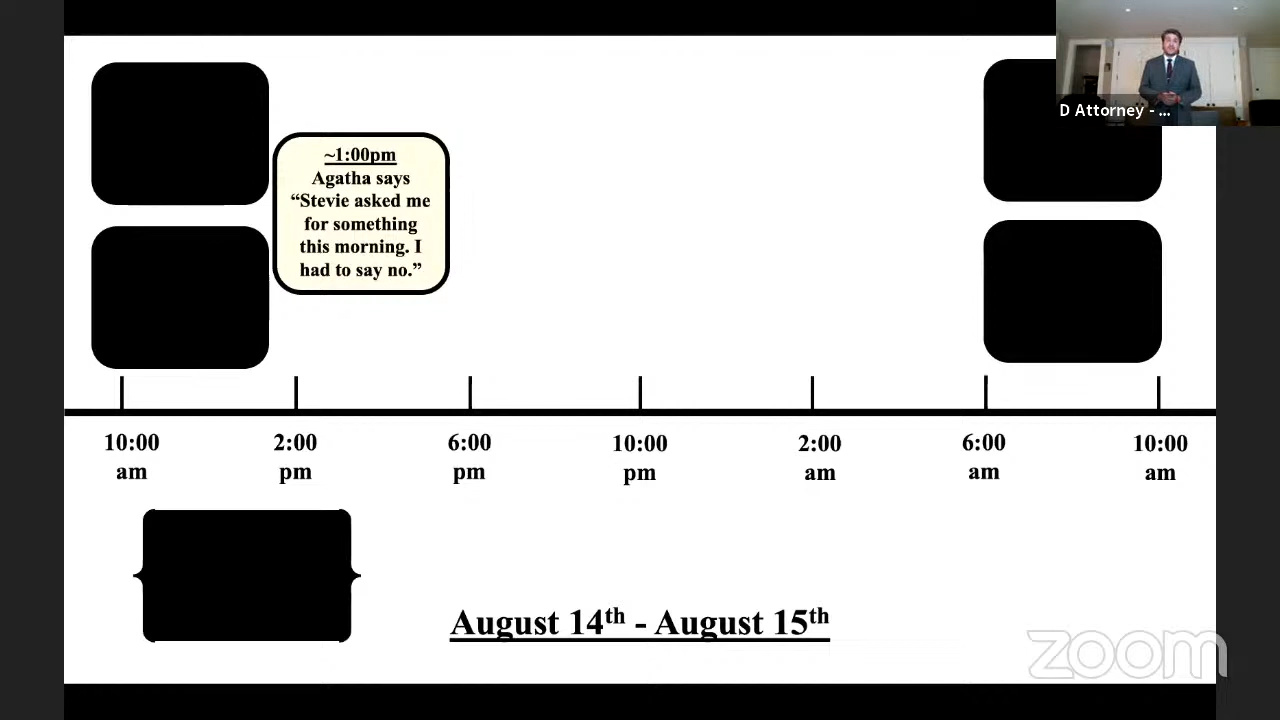 D Attorney - ...
~1:00pm
Agatha says
“Stevie asked me
for something
this morning. I
had to say no.”
10:00
am
2:00
pm
6:00
pm
10:00
pm
2:00
am
6:00
am
10:00
am
August 14th - August 15th
zoom